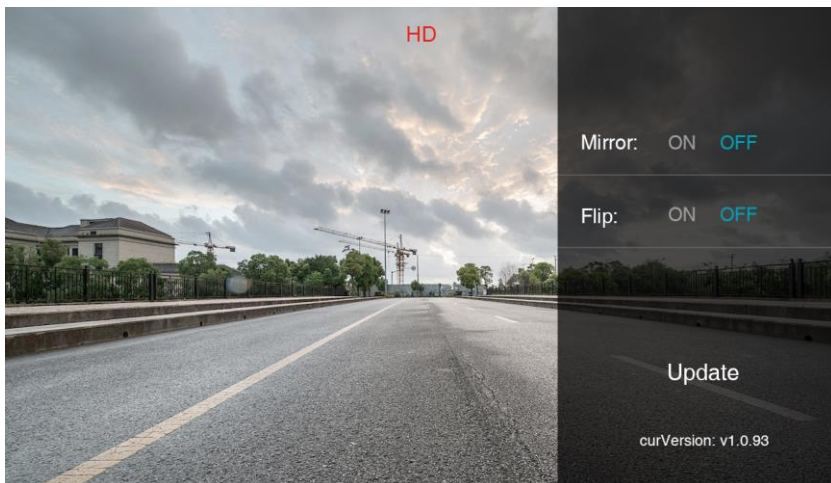 HD
Mirror: ON OFF
Flip: ON OFF
Update
curVersion: v1.0.93